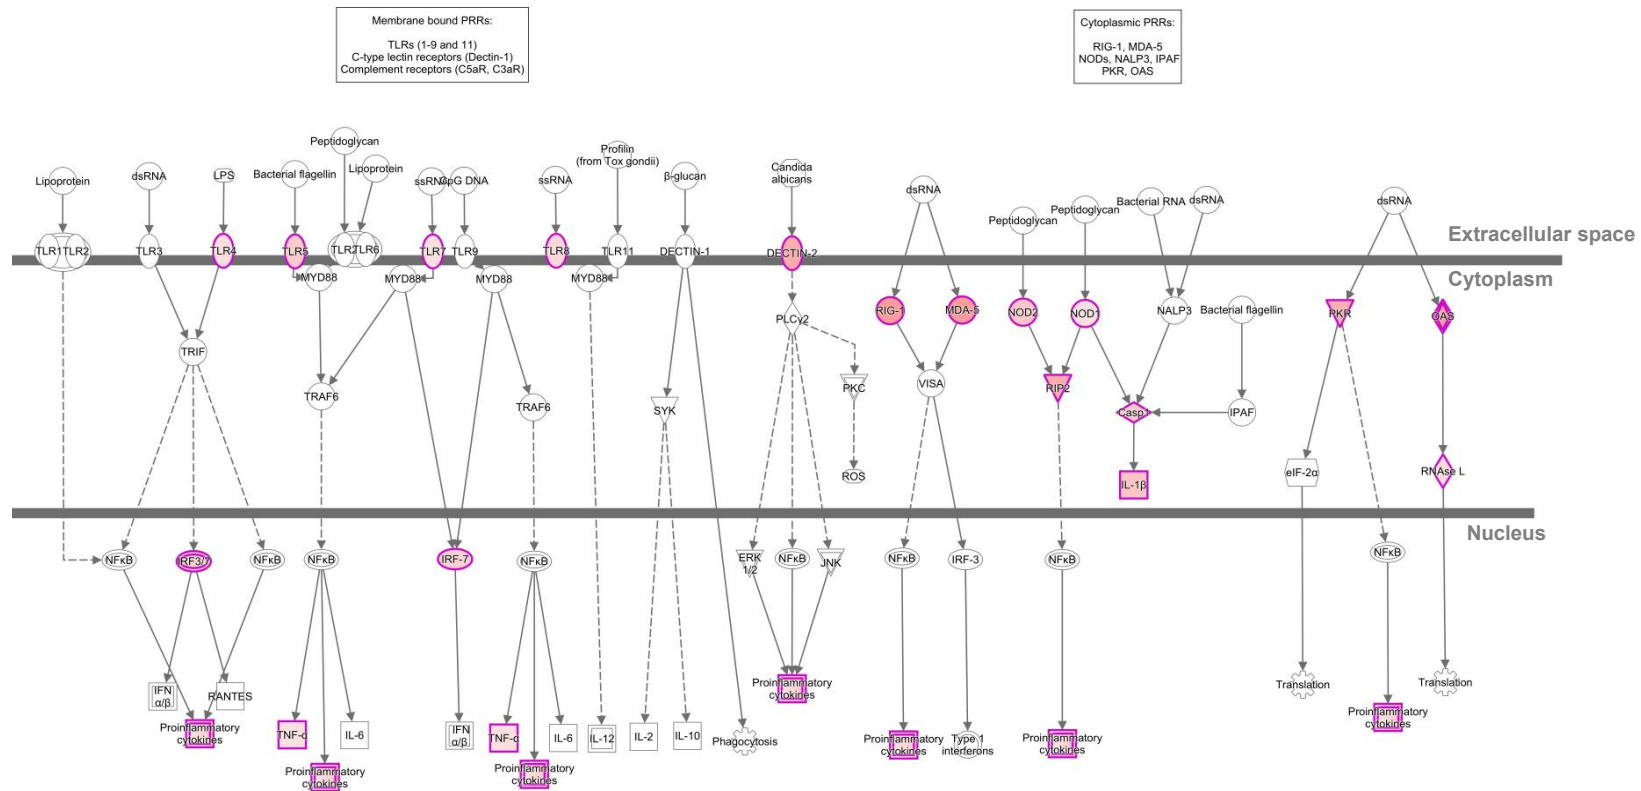 Membrane bound PRRs:
TLRs (1-9 and 11)
C-type lectin receptors (Dectin-1)
Complement receptors (C5aR, C3aR)
Cytoplasmic PRRs:
RIG-1, MDA-5
NODs, NALP3, IPAF
PKR, OAS
Lipoprotein
dsRNA
LPS
Bacterial flagellin
Peptidoglycan
Lipoprotein
ssRNA
CpG DNA
ssRNA
Profilin
(from Tox gondii)
β-glucan
Candida
albicans
dsRNA
Peptidoglycan
Peptidoglycan
Bacterial RNA
dsRNA
dsRNA
Extracellular space
TLR1
TLR2
TLR3
TLR4
TLR5
TLR2
TLR6
TLR7
TLR9
TLR8
TLR11
DECTIN-1
DECTIN-2
Cytoplasm
MYD88
MYD88
MYD88
MYD88
RIG-1
MDA-5
NOD2
NOD1
NALP3
Bacterial flagellin
PKR
OAS
PLCγ2
TRIF
TRAF6
TRAF6
SYK
PKC
VISA
RIP2
Casp1
IPAF
ROS
IL-1β
eIF-2α
RNAse L
Nucleus
NFκB
IRF3/7
NFκB
NFκB
IRF-7
NFκB
ERK
1/2
NFκB
JNK
NFκB
IRF-3
NFκB
NFκB
IFN
α/β
RANTES
Proinflammatory
cytokines
TNF-α
IL-6
Proinflammatory
cytokines
IFN
α/β
TNF-α
IL-6
Proinflammatory
cytokines
IL-12
IL-2
IL-10
Phagocytosis
Proinflammatory
cytokines
Proinflammatory
cytokines
Type 1
interferons
Proinflammatory
cytokines
Translation
Proinflammatory
cytokines
Translation